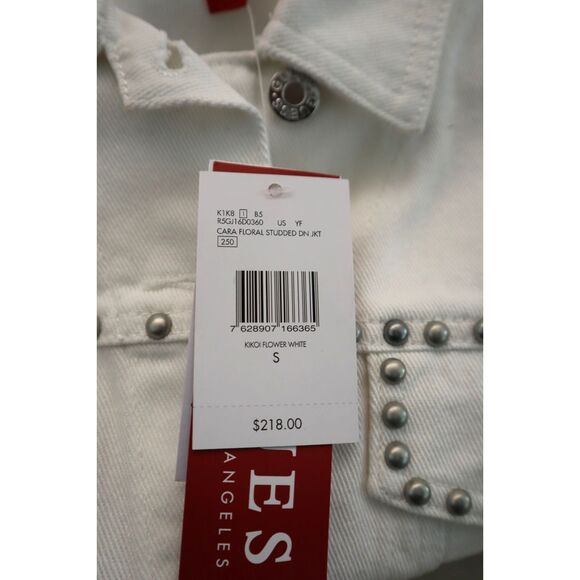 K1K8 1 B5
R5GJ16D0360 US YF
CARA FLORAL STUDDED DN JKT
250
7 628907 166365
KIKOI FLOWER WHITE
S
$218.00
ES
ANGELES